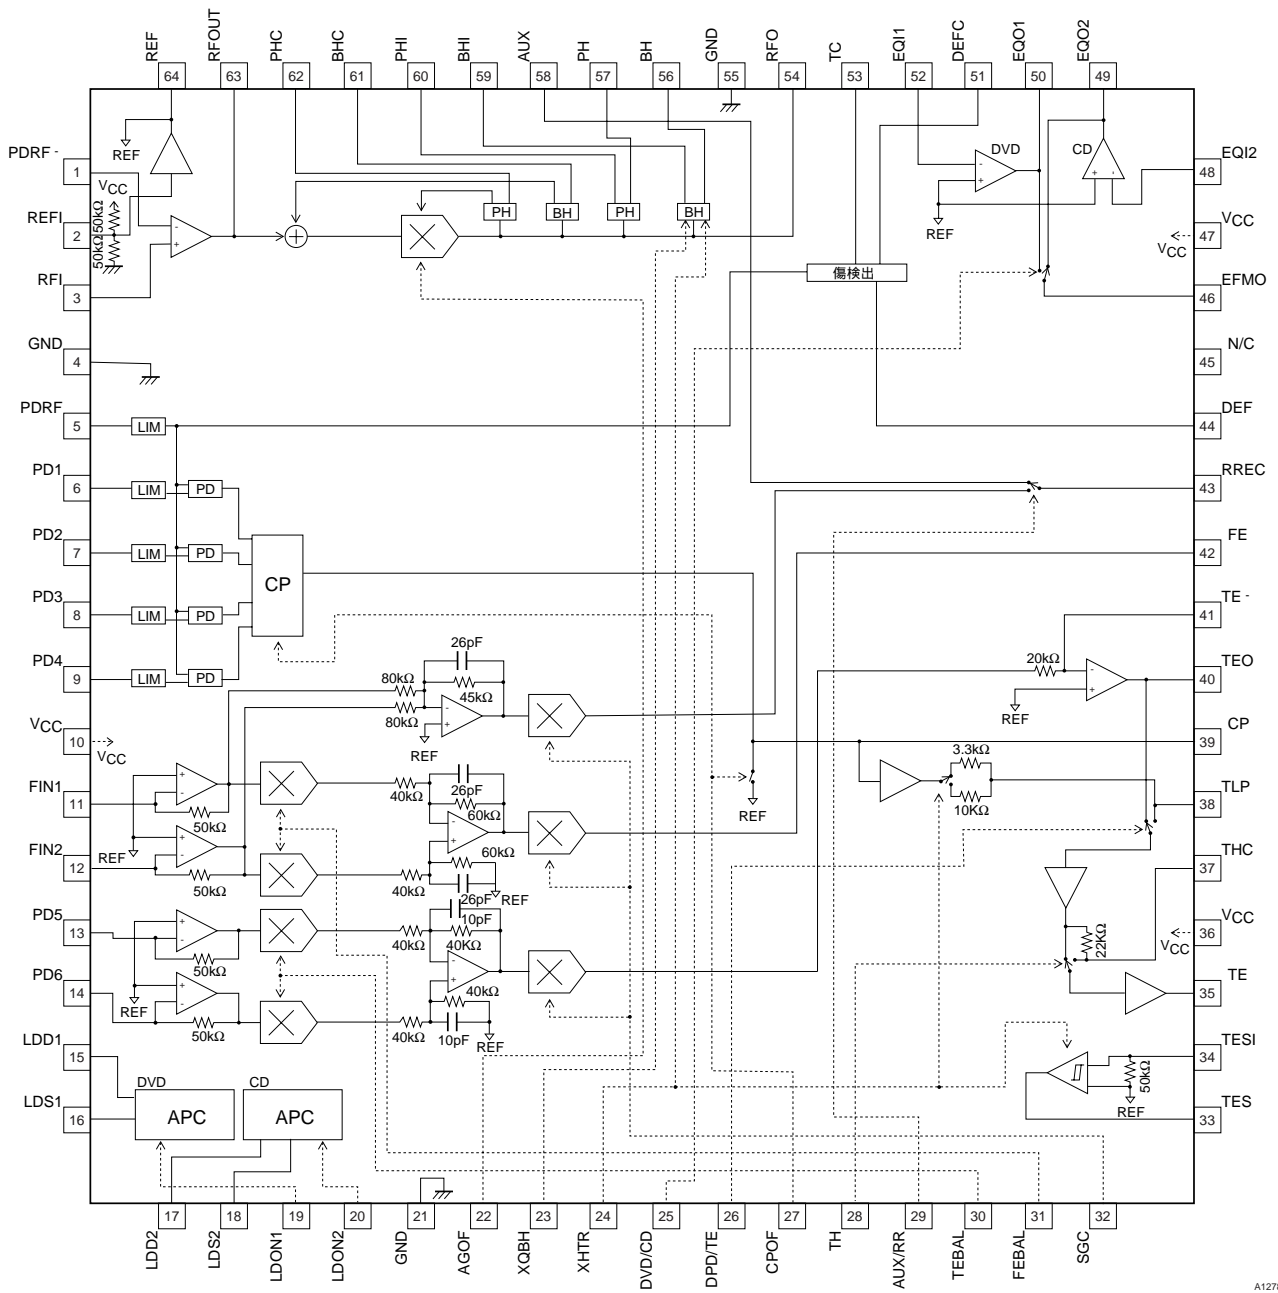 REF
RFOUT
PHC
BHC
PHI
BHI
AUX
PH
BH
GND
RFO
TC
EQI1
DEFC
EQO1
EQO2
64
63
62
61
60
59
58
57
56
55
54
53
52
51
50
49
PDRF -
1
REFI
2
RFI
3
GND
4
PDRF
5
PD1
6
PD2
7
PD3
8
PD4
9
VCC
10
FIN1
11
FIN2
12
PD5
13
PD6
14
LDD1
15
LDS1
16
EQI2
48
VCC
47
EFMO
46
N/C
45
DEF
44
RREC
43
FE
42
TE -
41
TEO
40
CP
39
TLP
38
THC
37
VCC
36
TE
35
TESI
34
TES
33
17
18
19
20
21
22
23
24
25
26
27
28
29
30
31
32
LDD2
LDS2
LDON1
LDON2
GND
AGOF
XQBH
XHTR
DVD/CD
DPD/TE
CPOF
TH
AUX/RR
TEBAL
FEBAL
SGC
REF
VCC
50kΩ
50kΩ
-
+
PH
BH
PH
BH
DVD
-
+
REF
CD
+
-
VCC
傷検出
LIM
LIM
PD
LIM
PD
LIM
PD
LIM
PD
CP
26pF
80kΩ
45kΩ
80kΩ
-
+
REF
VCC
+
-
50kΩ
+
-
REF
50kΩ
40kΩ
26pF
60kΩ
-
+
60kΩ
40kΩ
26pF
REF
+
-
50kΩ
+
-
REF
50kΩ
10pF
40kΩ
40KΩ
-
+
40kΩ
40kΩ
10pF
REF
20kΩ
-
+
REF
3.3kΩ
10KΩ
REF
22KΩ
VCC
50kΩ
REF
DVD
APC
CD
APC
A1278